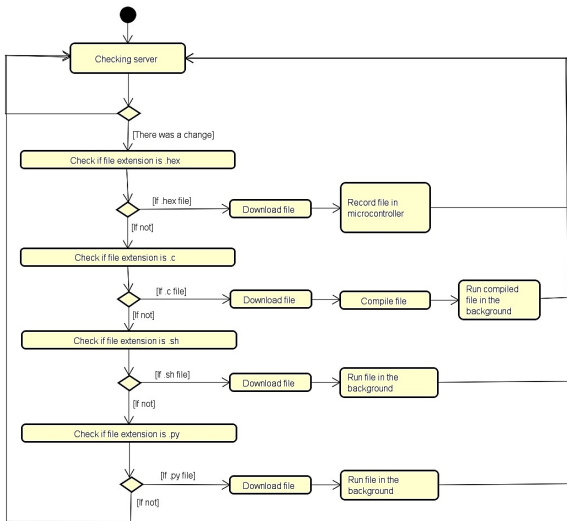 Checking server
[There was a change]
Check if file extension is .hex
[If .hex file]
Download file
Record file in
microcontroller
[If not]
Check if file extension is .c
[If .c file]
Download file
Compile file
Run compiled
file in the
background
[If not]
Check if file extension is .sh
[If .sh file]
Download file
Run file in the
background
[If not]
Check if file extension is .py
[If .py file]
Download file
Run file in the
background
[If not]